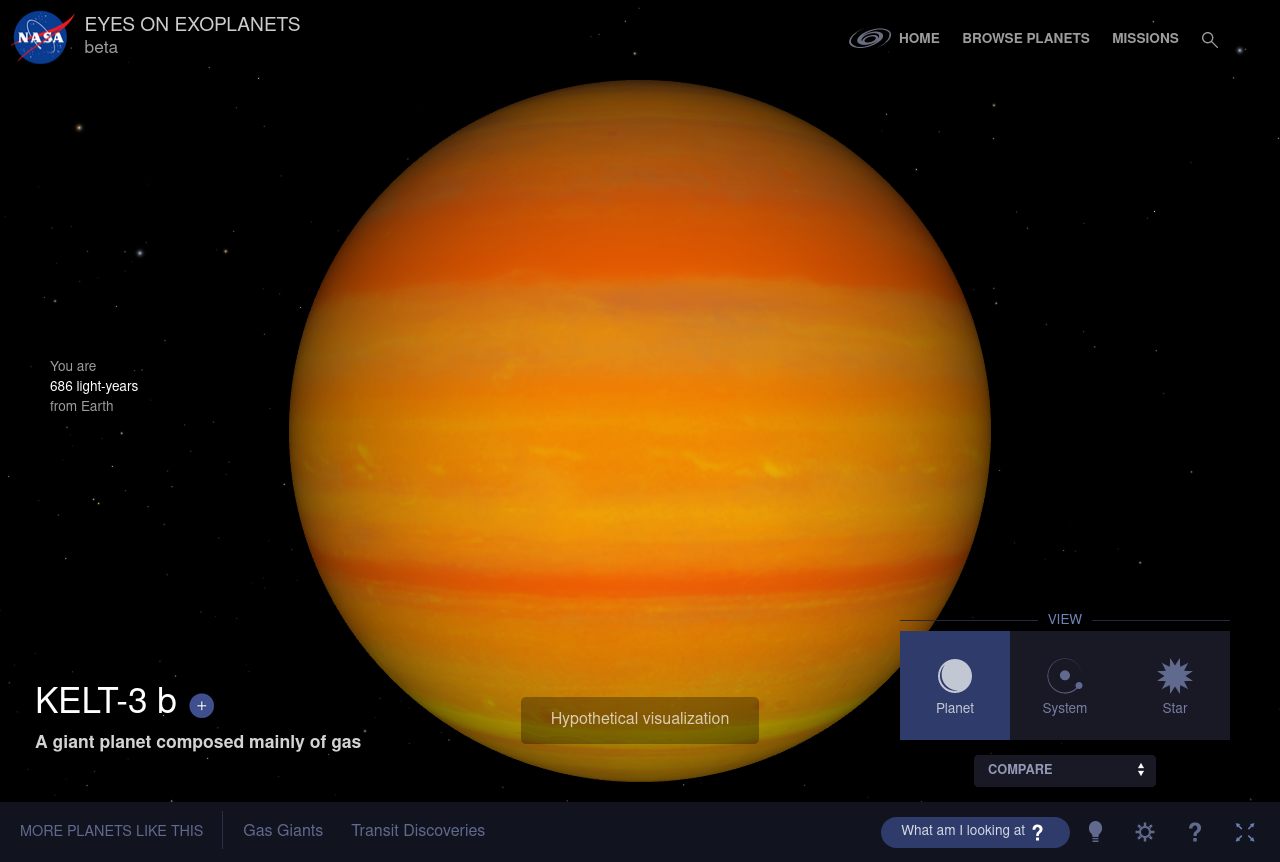 NASA
EYES ON EXOPLANETS
beta
HOME
BROWSE PLANETS
MISSIONS
You are
686 light-years
from Earth
VIEW
Planet
System
Star
KELT-3 b +
A giant planet composed mainly of gas
Hypothetical visualization
COMPARE
MORE PLANETS LIKE THIS
Gas Giants
Transit Discoveries
What am I looking at ?
?